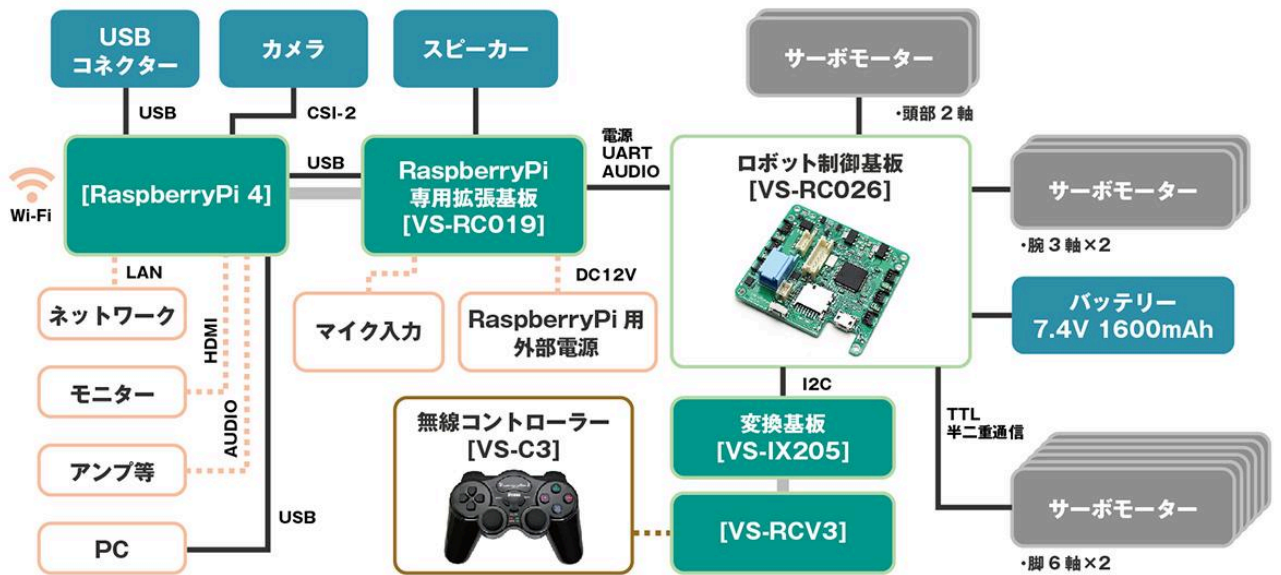 USB
コネクター
カメラ
スピーカー
サーボモーター
・頭部 2 軸
USB
CSI-2
Wi-Fi
[RaspberryPi 4]
USB
RaspberryPi
専用拡張基板
[VS-RC019]
電源
UART
AUDIO
ロボット制御基板
[VS-RC026]
サーボモーター
・腕 3 軸×2
LAN
ネットワーク
HDMI
モニター
AUDIO
アンプ等
USB
PC
マイク入力
DC12V
RaspberryPi 用
外部電源
バッテリー
7.4V 1600mAh
I2C
無線コントローラー
[VS-C3]
変換基板
[VS-IX205]
[VS-RCV3]
TTL
半二重通信
サーボモーター
・脚 6 軸×2